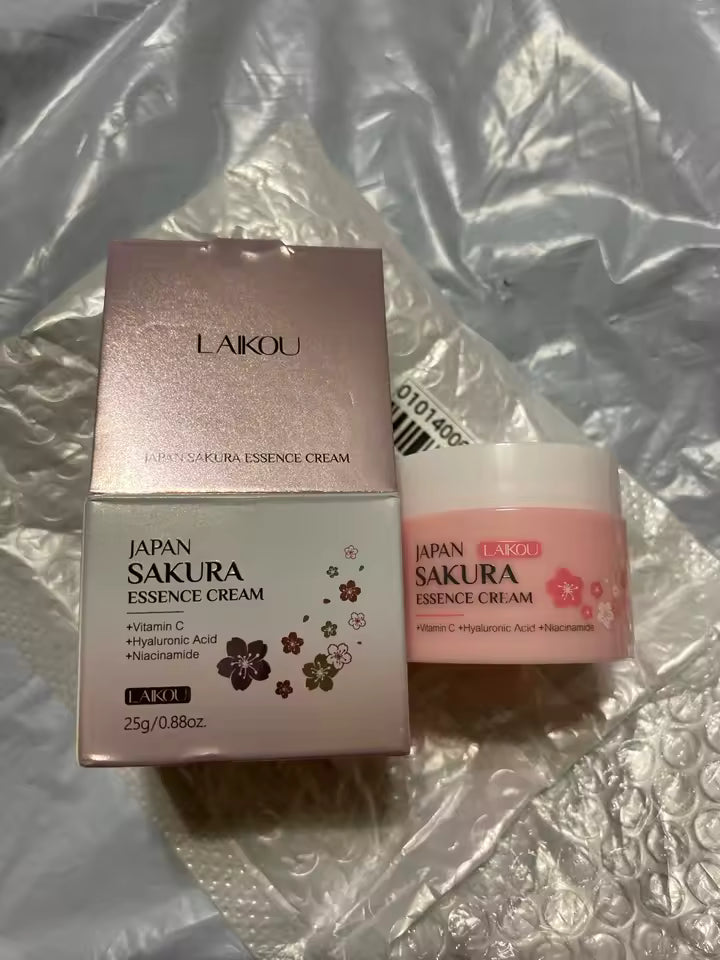 LAIKOU
JAPAN SAKURA ESSENCE CREAM
JAPAN
SAKURA
ESSENCE CREAM
+Vitamin C
+Hyaluronic Acid
+Niacinamide
LAIKOU
25g/0.88oz.
JAPAN LAIKOU
SAKURA
ESSENCE CREAM
+Vitamin C +Hyaluronic Acid +Niacinamide